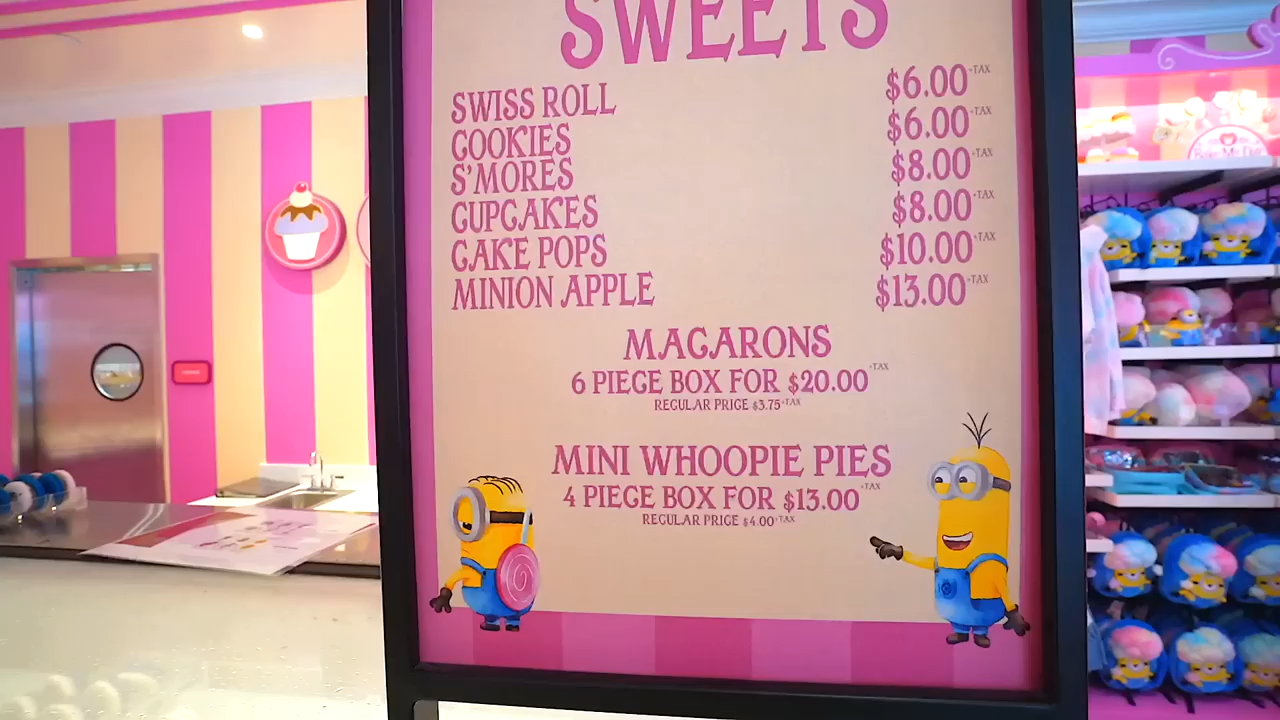 SWEETS
SWISS ROLL $6.00+TAX
COOKIES $6.00+TAX
S'MORES $8.00+TAX
CUPCAKES $8.00+TAX
CAKE POPS $10.00+TAX
MINION APPLE $13.00+TAX
MACARONS
6 PIECE BOX FOR $20.00+TAX
REGULAR PRICE $3.75+TAX
MINI WHOOPIE PIES
4 PIECE BOX FOR $13.00+TAX
REGULAR PRICE $4.00+TAX